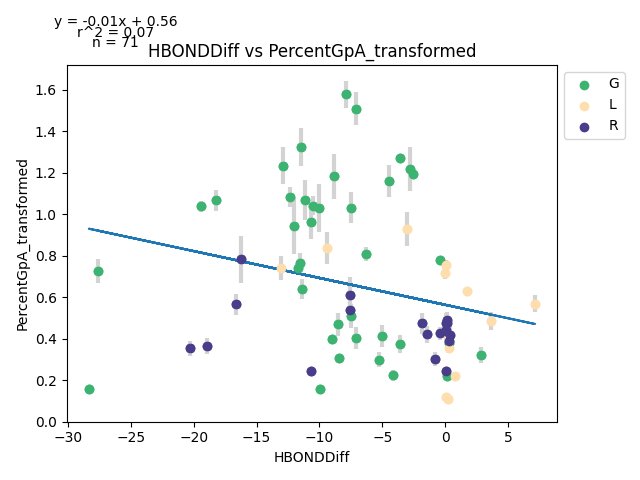 y = -0.01x + 0.56
r^2 = 0.07
n = 71
HBONDDiff vs PercentGpA_transformed
G
L
R
PercentGpA_transformed
1.6
1.4
1.2
1.0
0.8
0.6
0.4
0.2
0.0
−30
−25
−20
−15
−10
−5
0
5
HBONDDiff